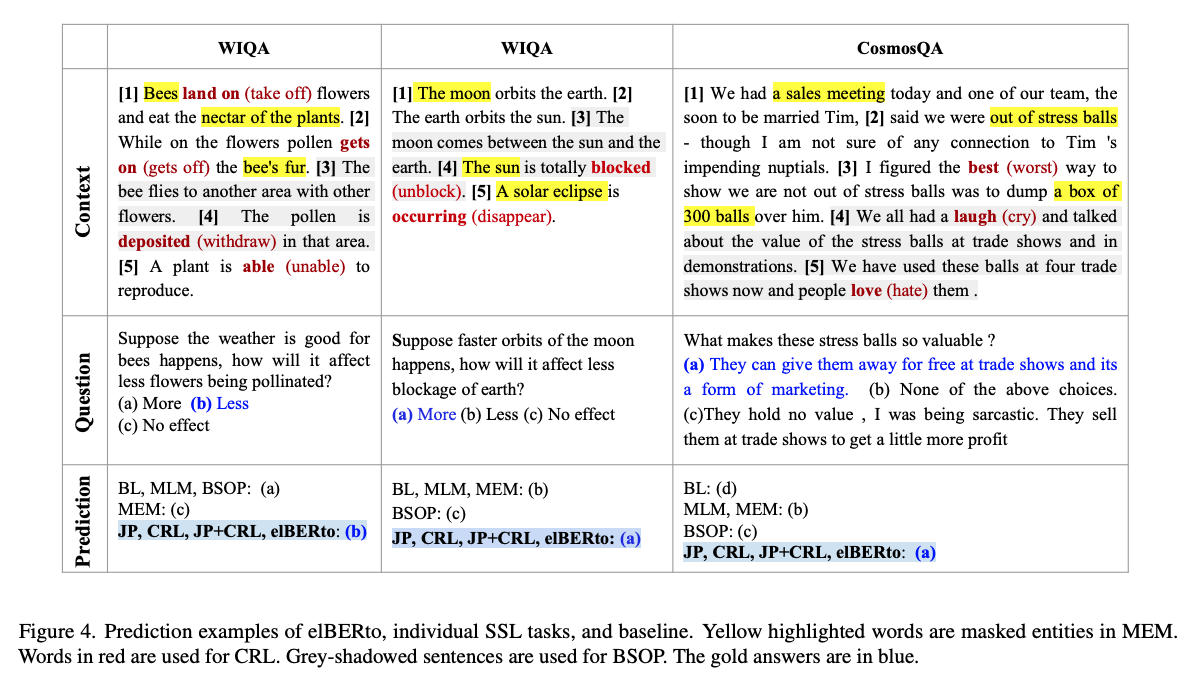 WIQA
WIQA
CosmosQA
Context
[1] Bees land on (take off) flowers
and eat the nectar of the plants. [2]
While on the flowers pollen gets
on (gets off) the bee's fur. [3] The
bee flies to another area with other
flowers. [4] The pollen is
deposited (withdraw) in that area.
[5] A plant is able (unable) to
reproduce.
[1] The moon orbits the earth. [2]
The earth orbits the sun. [3] The
moon comes between the sun and the
earth. [4] The sun is totally blocked
(unblock). [5] A solar eclipse is
occurring (disappear).
[1] We had a sales meeting today and one of our team, the
soon to be married Tim, [2] said we were out of stress balls
- though I am not sure of any connection to Tim 's
impending nuptials. [3] I figured the best (worst) way to
show we are not out of stress balls was to dump a box of
300 balls over him. [4] We all had a laugh (cry) and talked
about the value of the stress balls at trade shows and in
demonstrations. [5] We have used these balls at four trade
shows now and people love (hate) them .
Question
Suppose the weather is good for
bees happens, how will it affect
less flowers being pollinated?
(a) More (b) Less
(c) No effect
Suppose faster orbits of the moon
happens, how will it affect less
blockage of earth?
(a) More (b) Less (c) No effect
What makes these stress balls so valuable ?
(a) They can give them away for free at trade shows and its
a form of marketing. (b) None of the above choices.
(c)They hold no value , I was being sarcastic. They sell
them at trade shows to get a little more profit
Prediction
BL, MLM, BSOP: (a)
MEM: (c)
JP, CRL, JP+CRL, elBERto: (b)
BL, MLM, MEM: (b)
BSOP: (c)
JP, CRL, JP+CRL, elBERto: (a)
BL: (d)
MLM, MEM: (b)
BSOP: (c)
JP, CRL, JP+CRL, elBERto: (a)
Figure 4. Prediction examples of elBERto, individual SSL tasks, and baseline. Yellow highlighted words are masked entities in MEM.
Words in red are used for CRL. Grey-shadowed sentences are used for BSOP. The gold answers are in blue.